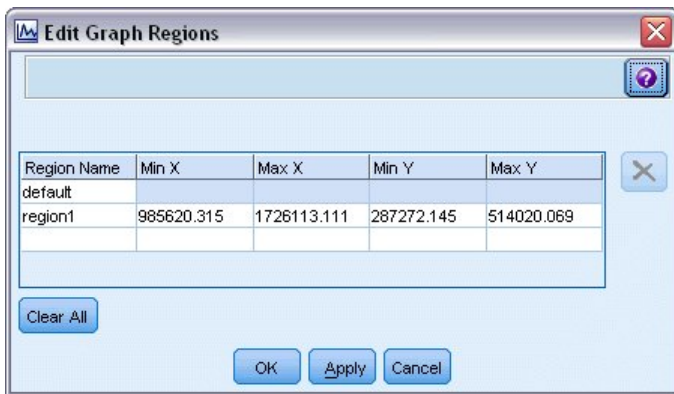 Edit Graph Regions
Region Name Min X Max X Min Y Max Y
default
region1 985620.315 1726113.111 287272.145 514020.069
Clear All
OK Apply Cancel